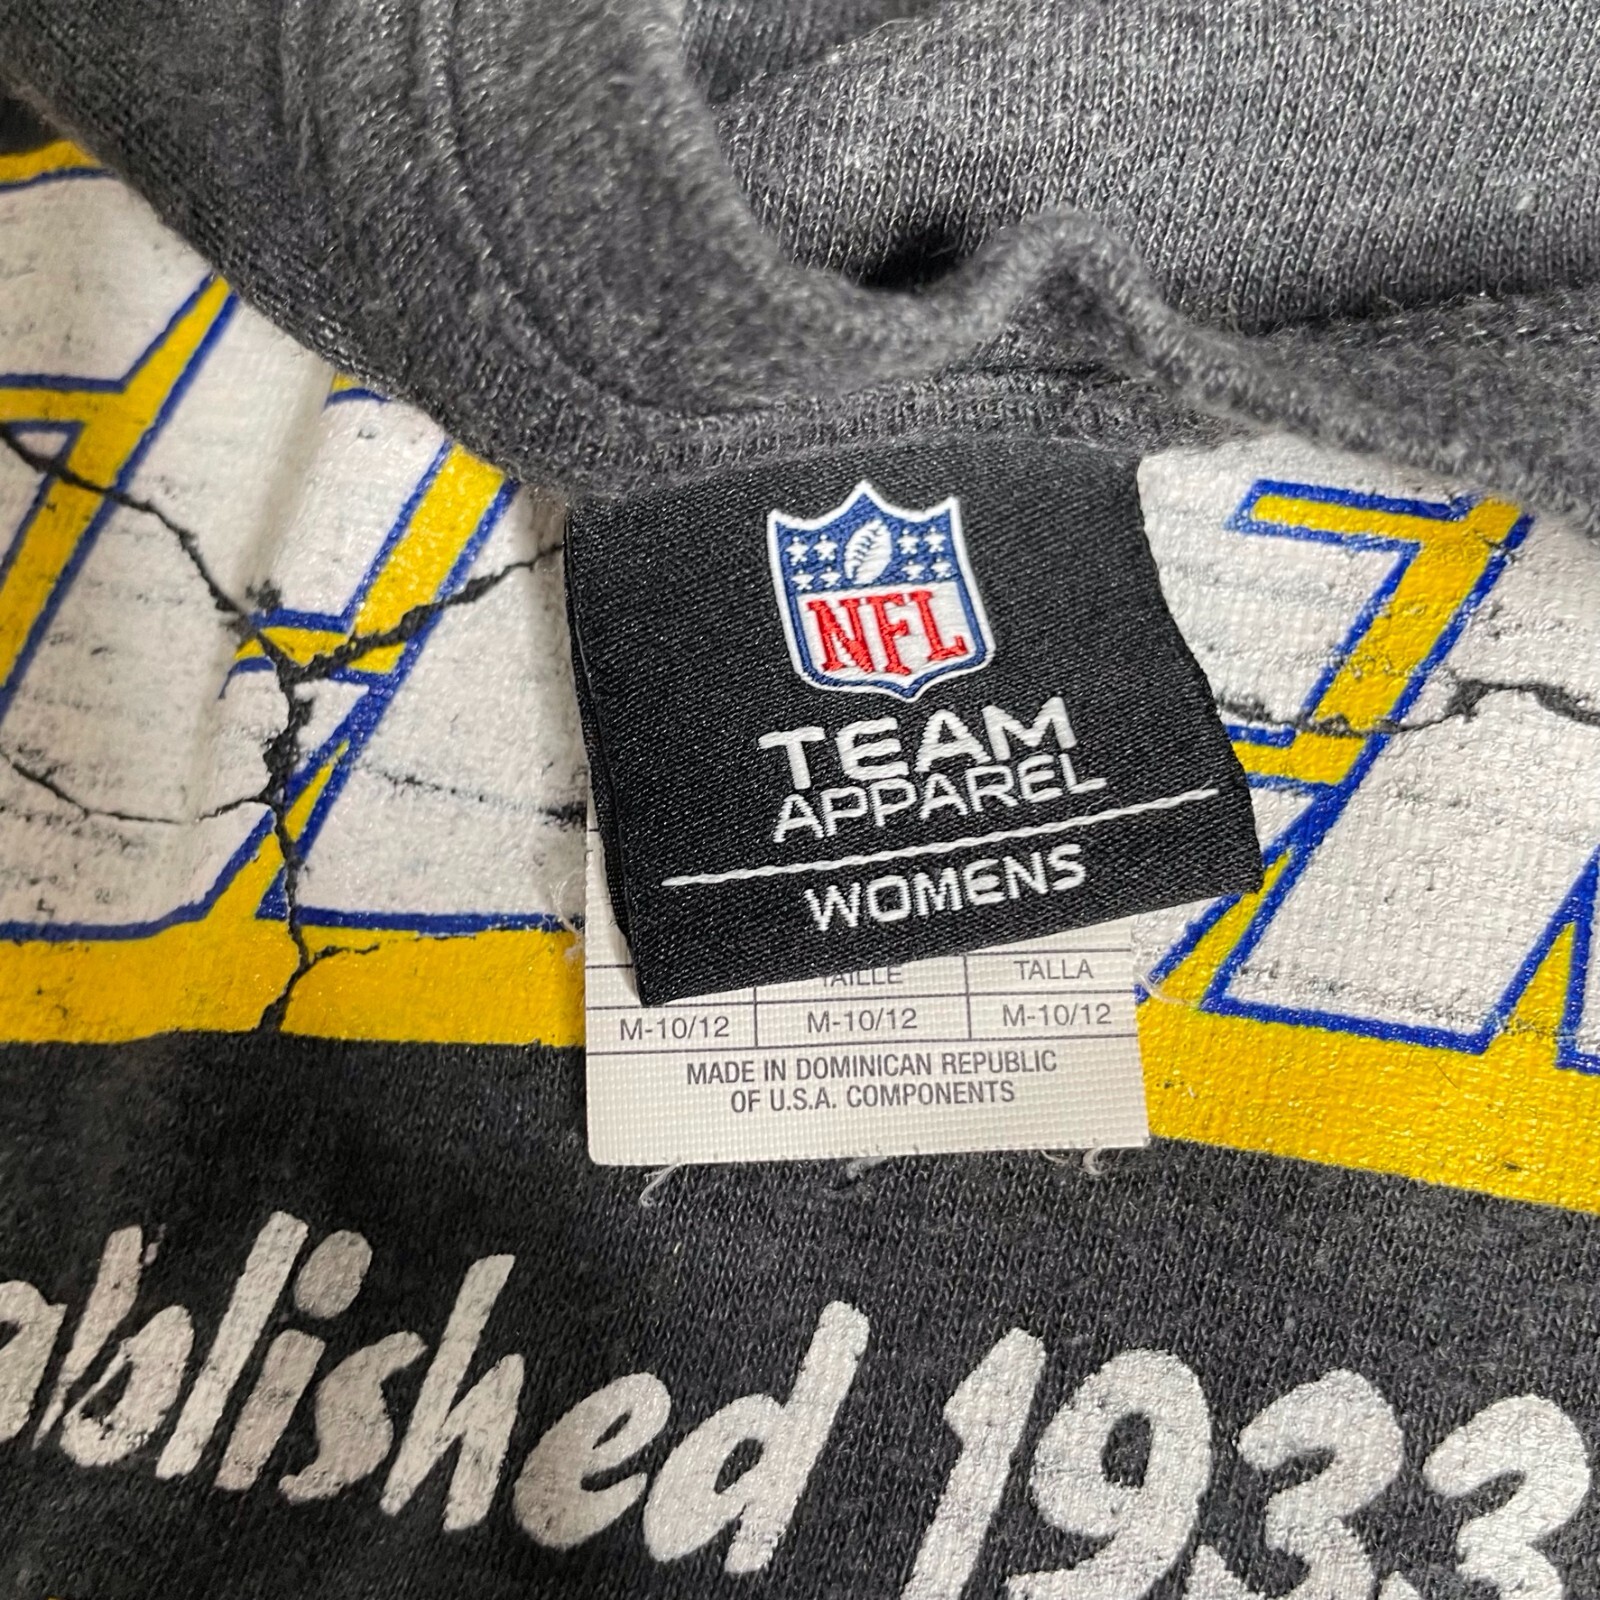 NFL
TEAM
APPAREL
WOMENS
TAILLE TALLA
M-10/12 M-10/12 M-10/12
MADE IN DOMINICAN REPUBLIC
OF U.S.A. COMPONENTS
ablished 1933